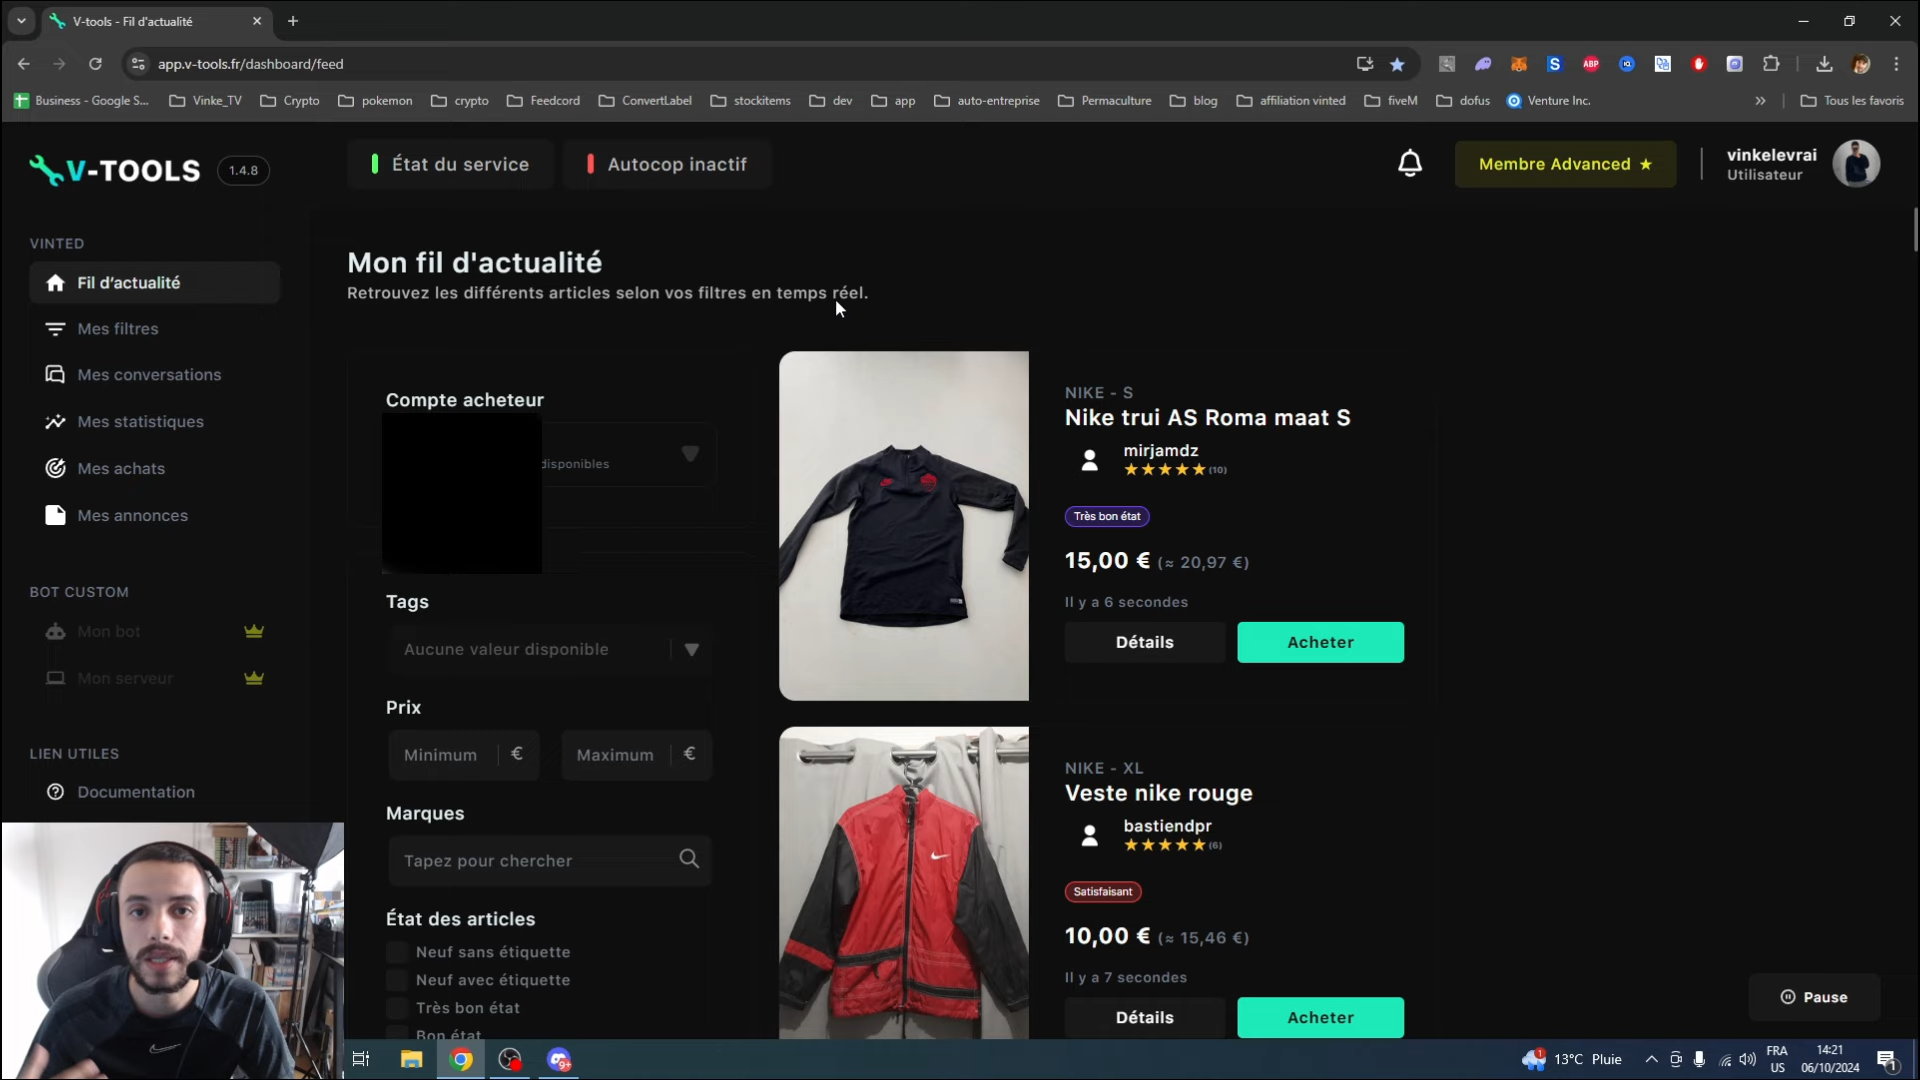 V-tools - Fil d'actualité
app.v-tools.fr/dashboard/feed
Business - Google S...
Vinke_TV
Crypto
pokemon
crypto
Feedcord
ConvertLabel
stockitems
dev
app
auto-entreprise
Permaculture
blog
affiliation vinted
fiveM
dofus
Venture Inc.
Tous les favoris
V-TOOLS
1.4.8
État du service
Autocop inactif
Membre Advanced ★
vinkelevrai
Utilisateur
VINTED
Fil d'actualité
Mes filtres
Mes conversations
Mes statistiques
Mes achats
Mes annonces
BOT CUSTOM
Mon bot
Mon serveur
LIEN UTILES
Documentation
Mon fil d'actualité
Retrouvez les différents articles selon vos filtres en temps réel.
Compte acheteur
disponibles
Tags
Aucune valeur disponible
Prix
Minimum €
Maximum €
Marques
Tapez pour chercher
État des articles
Neuf sans étiquette
Neuf avec étiquette
Très bon état
Bon état
NIKE - S
Nike trui AS Roma maat S
mirjamdz
★★★★★ (10)
Très bon état
15,00 € (≈ 20,97 €)
Il y a 6 secondes
Détails
Acheter
NIKE - XL
Veste nike rouge
bastiendpr
★★★★★ (6)
Satisfaisant
10,00 € (≈ 15,46 €)
Il y a 7 secondes
Détails
Acheter
Pause
13°C Pluie
FRA
US
14:21
06/10/2024